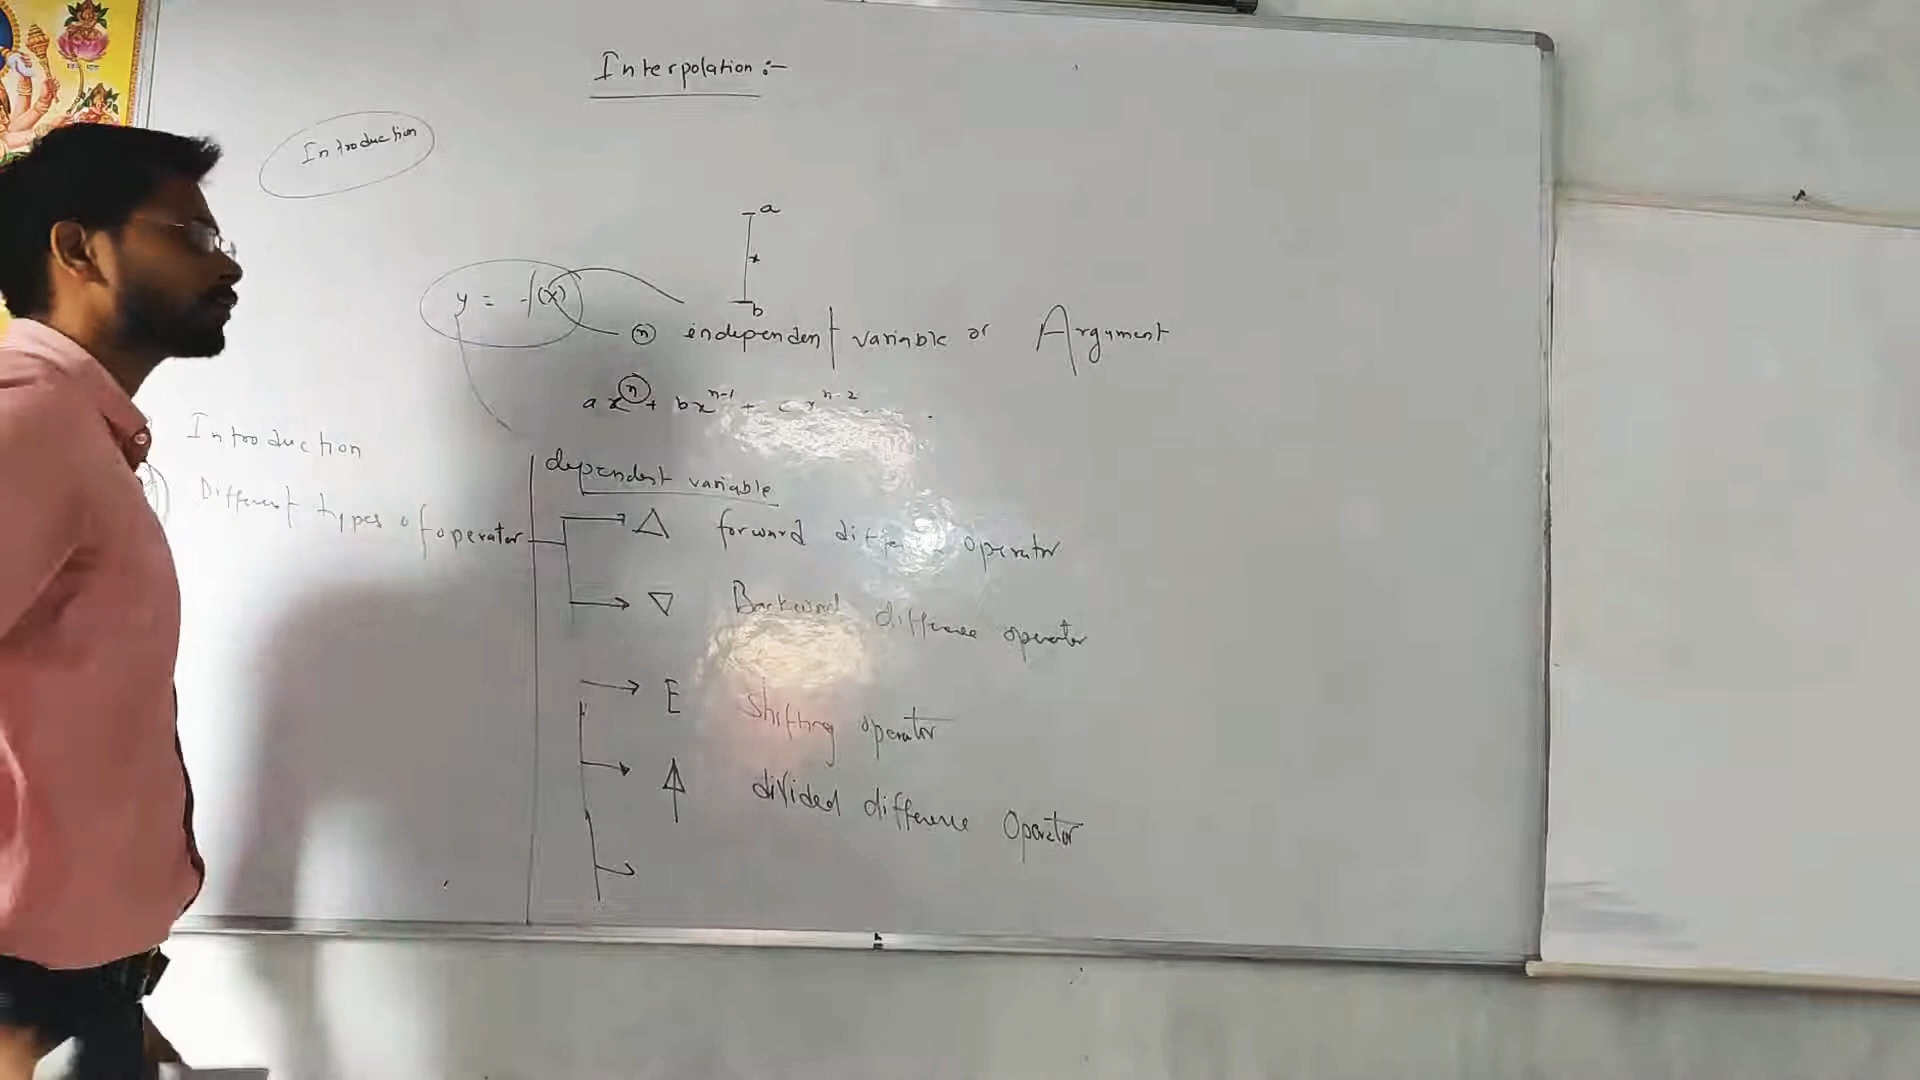 Interpolation :-
Introduction
a
b
y = f(x)
(n) independent variable or Argument
ax^n + bx^{n-1} + cx^{n-2} . . . .
Introduction
dependent variable
Different types of operator
△ forward difference operator
▽ Backward difference operator
E Shifting operator
⍋ divided difference Operator